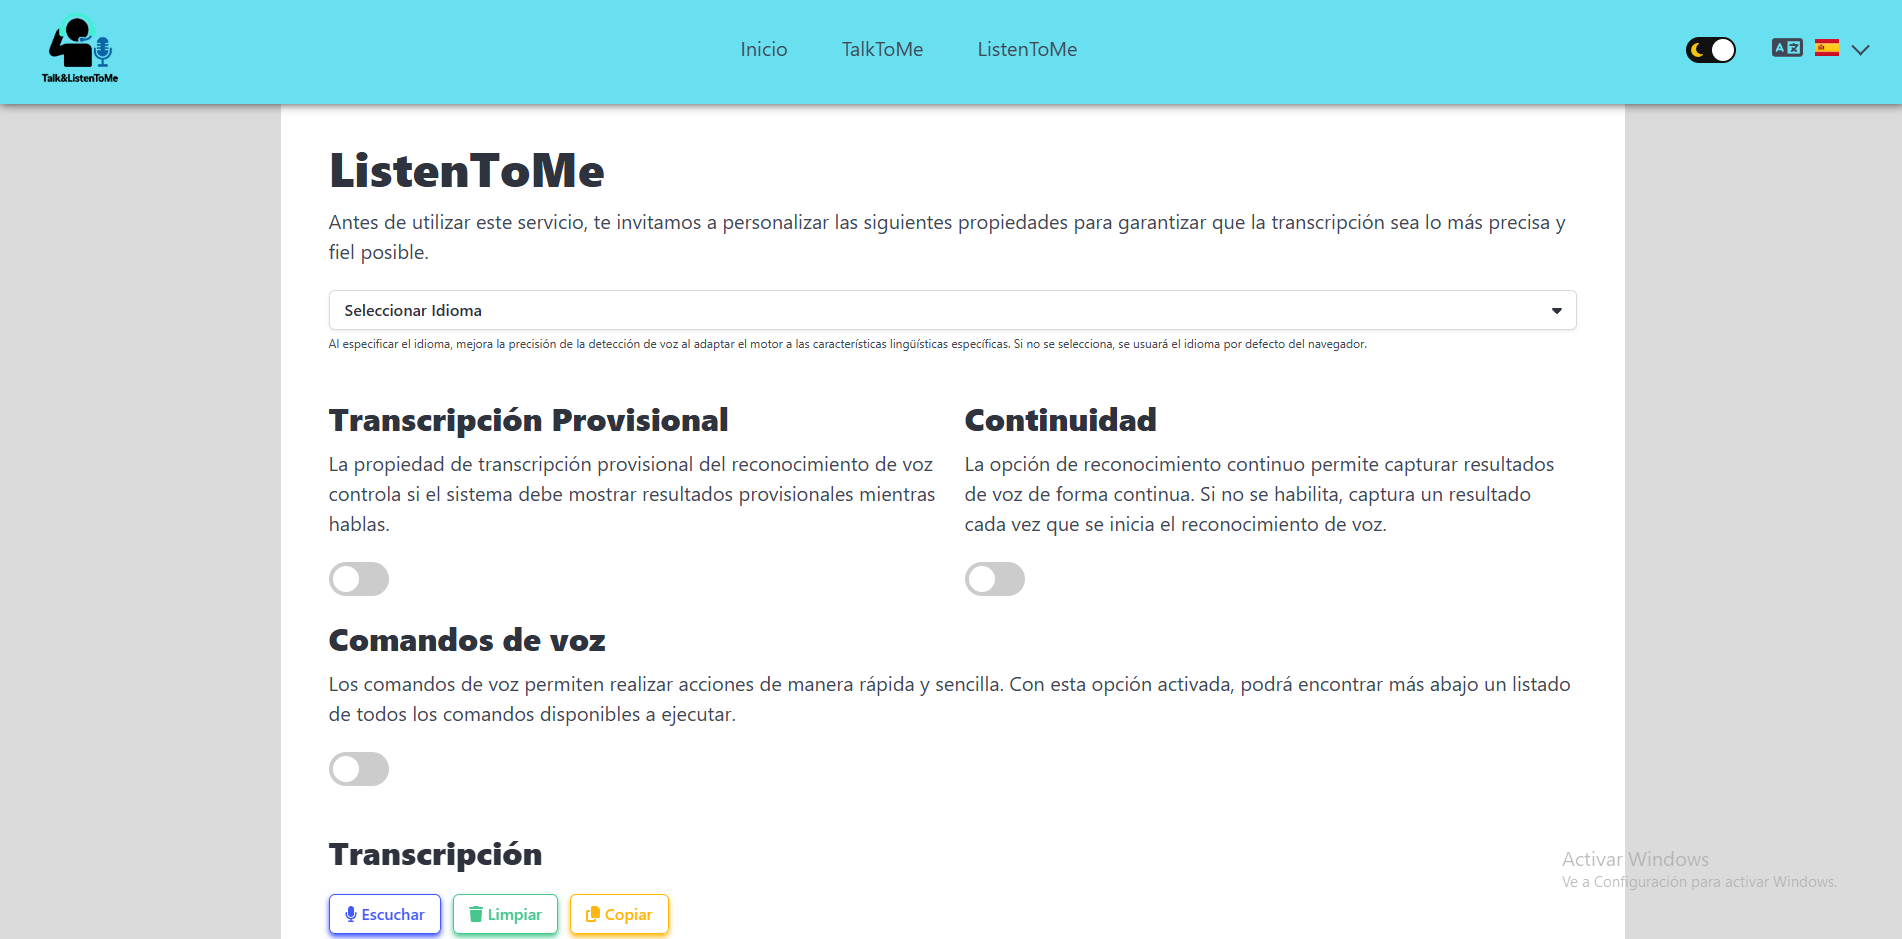 Talk&ListenToMe
Inicio
TalkToMe
ListenToMe
ListenToMe
Antes de utilizar este servicio, te invitamos a personalizar las siguientes propiedades para garantizar que la transcripción sea lo más precisa y
fiel posible.
Seleccionar Idioma
Al especificar el idioma, mejora la precisión de la detección de voz al adaptar el motor a las características lingüísticas específicas. Si no se selecciona, se usuará el idioma por defecto del navegador.
Transcripción Provisional
La propiedad de transcripción provisional del reconocimiento de voz
controla si el sistema debe mostrar resultados provisionales mientras
hablas.
Continuidad
La opción de reconocimiento continuo permite capturar resultados
de voz de forma continua. Si no se habilita, captura un resultado
cada vez que se inicia el reconocimiento de voz.
Comandos de voz
Los comandos de voz permiten realizar acciones de manera rápida y sencilla. Con esta opción activada, podrá encontrar más abajo un listado
de todos los comandos disponibles a ejecutar.
Transcripción
Escuchar
Limpiar
Copiar
Activar Windows
Ve a Configuración para activar Windows.